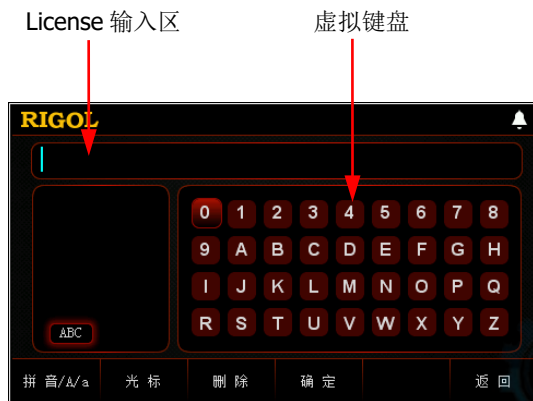 License 输入区 虚拟键盘
RIGOL
0 1 2 3 4 5 6 7 8
9 A B C D E F G H
I J K L M N O P Q
R S T U V W X Y Z
ABC
拼音/A/a 光标 删除 确定 返回